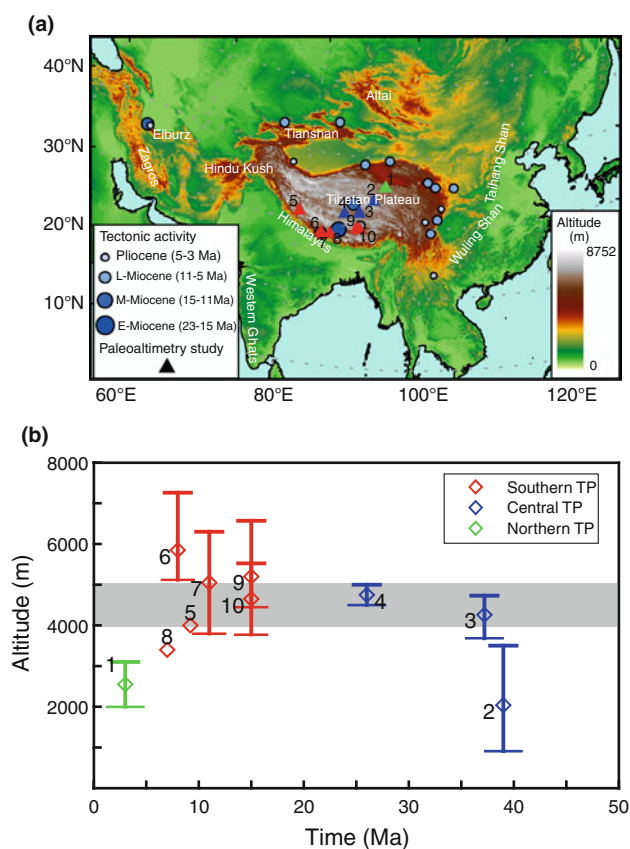 (a)
40°N
30°N
20°N
10°N
Altai
Elburz
Tianshan
Zagros
Hindu Kush
Taihang Shan
1
2
Tibetan Plateau
5
3
9
6
10
8
Himalayas
Wuling Shan
Western Ghats
Tectonic activity
Pliocene (5-3 Ma)
L-Miocene (11-5 Ma)
M-Miocene (15-11Ma)
E-Miocene (23-15 Ma)
Paleoaltimetry study
Altitude
(m)
8752
0
60°E
80°E
100°E
120°E
(b)
8000
6000
4000
2000
Altitude (m)
Southern TP
Central TP
Northern TP
6
7
9
10
5
8
4
3
1
2
0
10
20
30
40
50
Time (Ma)